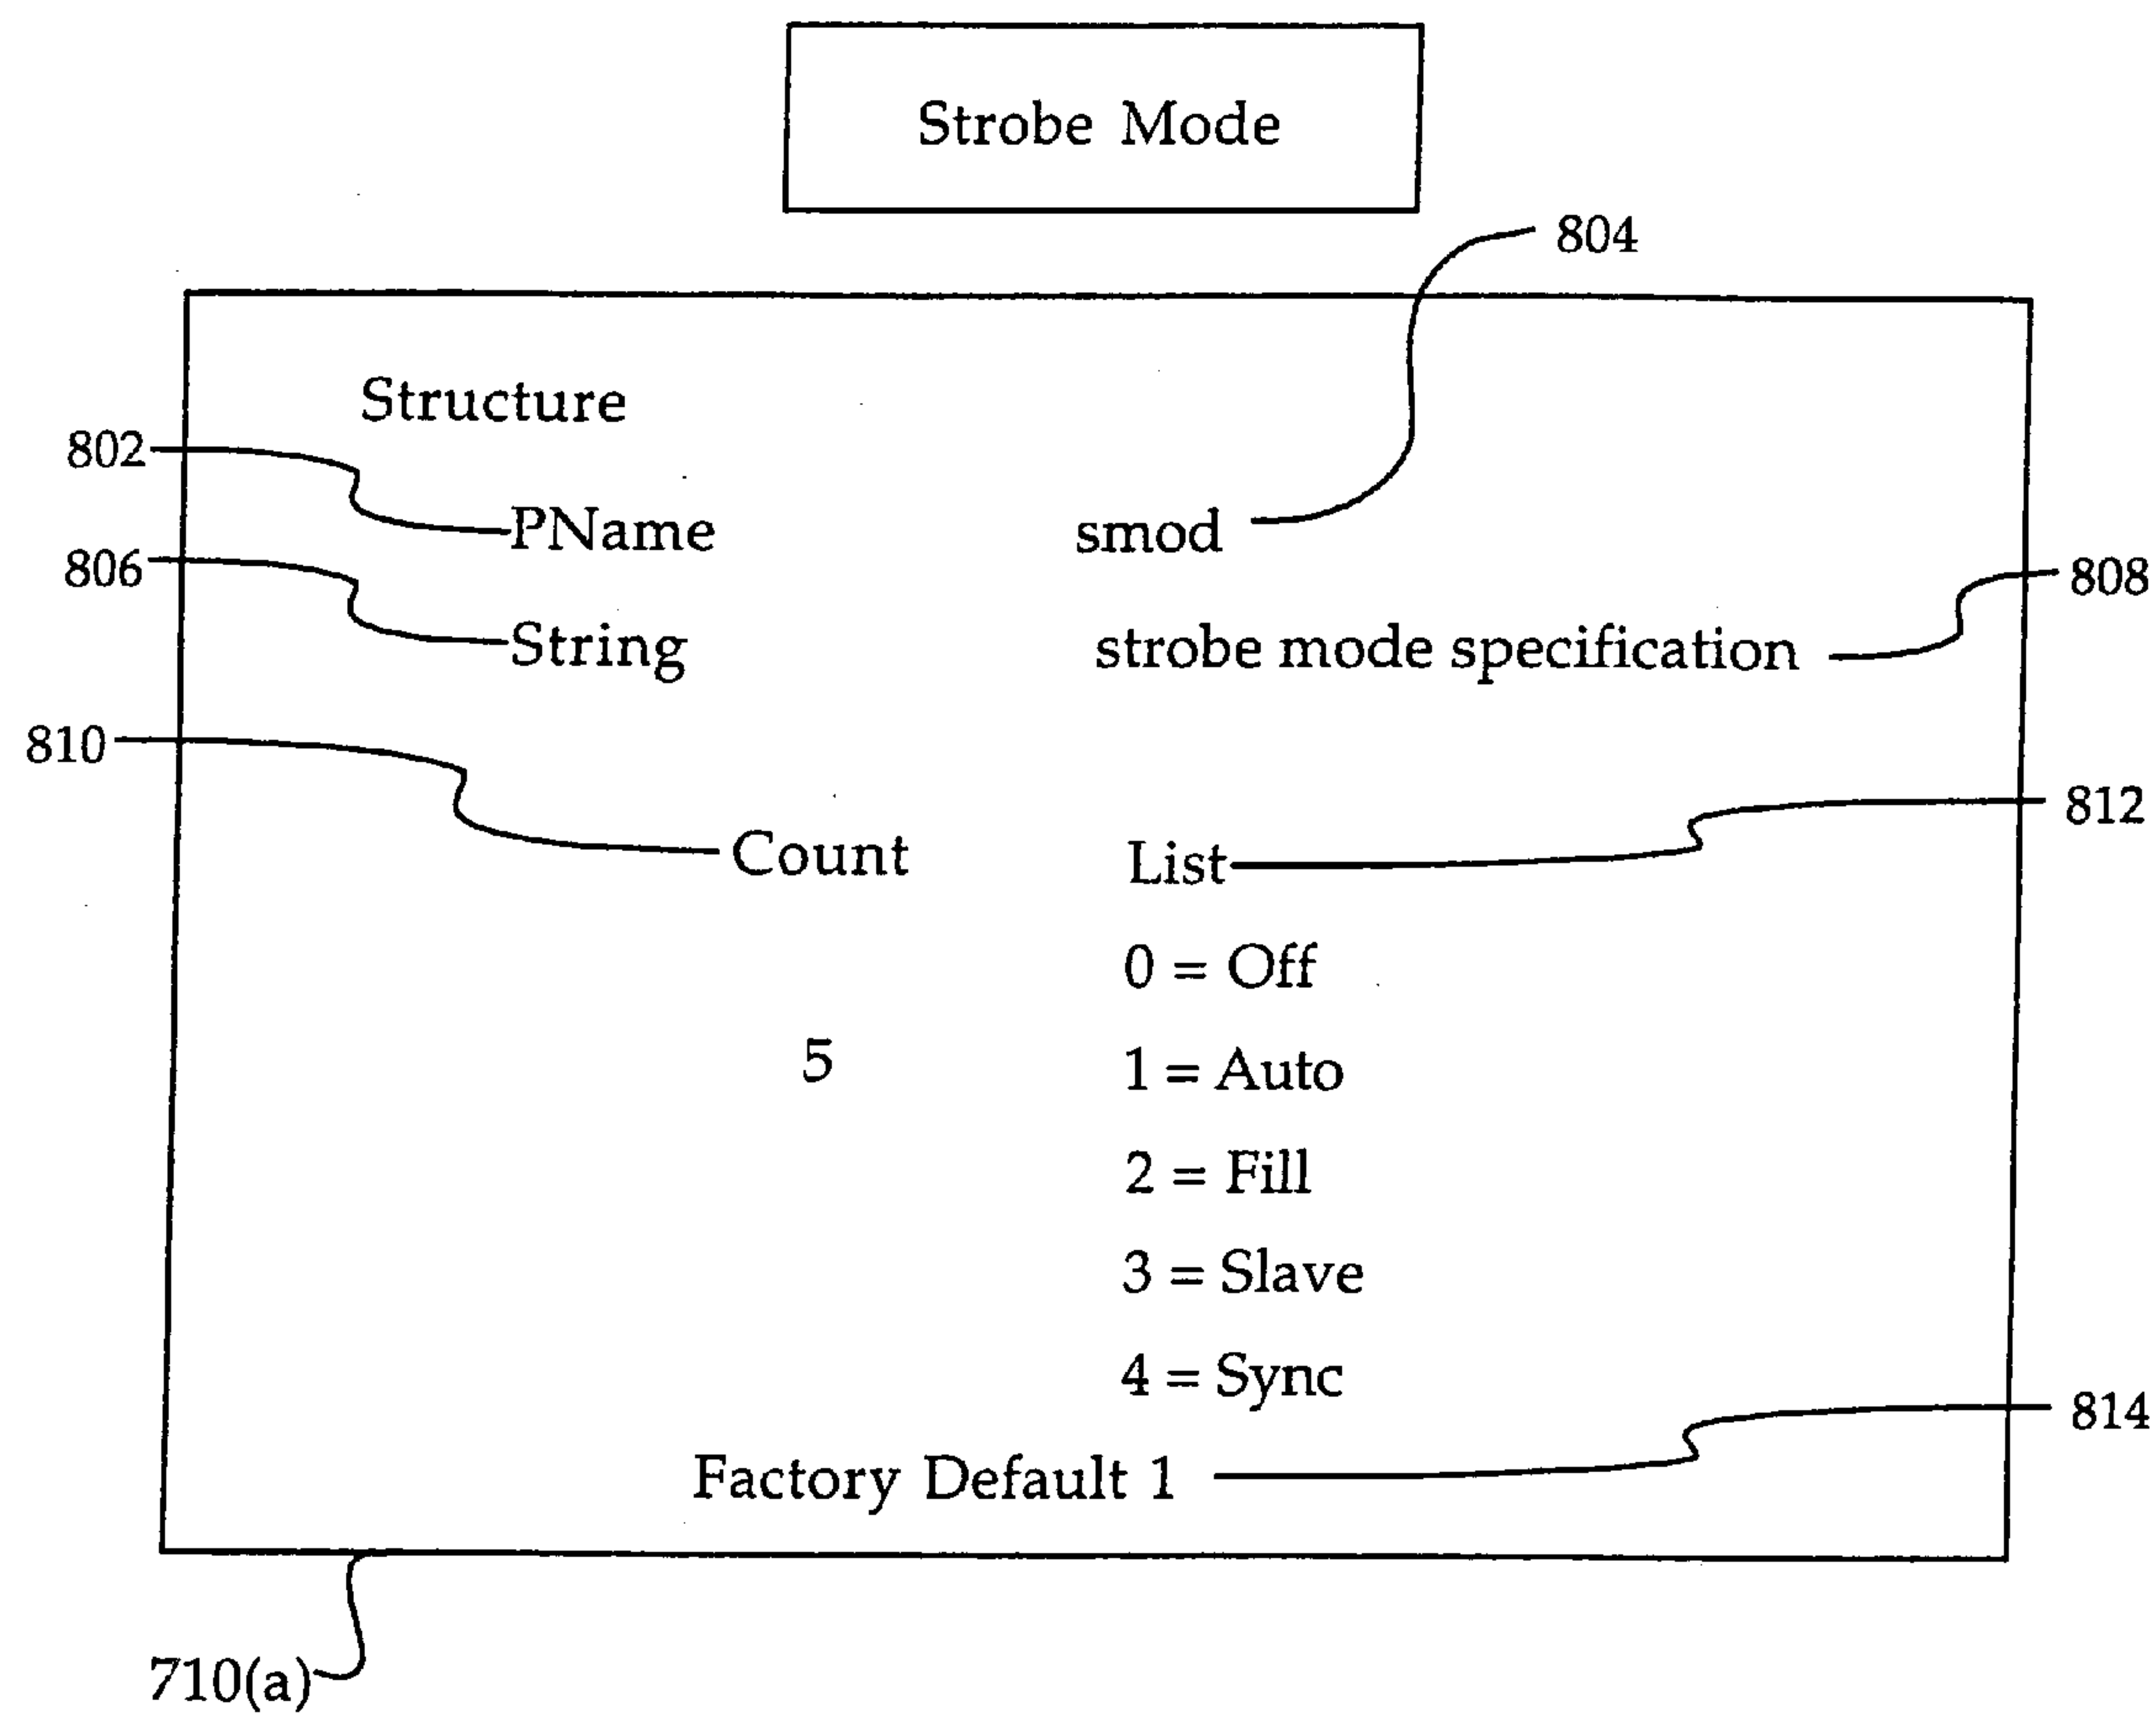 Strobe Mode
804
Structure
802
PName smod
806 808
String strobe mode specification
810
812
Count List
0 = Off
5 1 = Auto
2 = Fill
3 = Slave
4 = Sync
814
Factory Default 1
710(a)